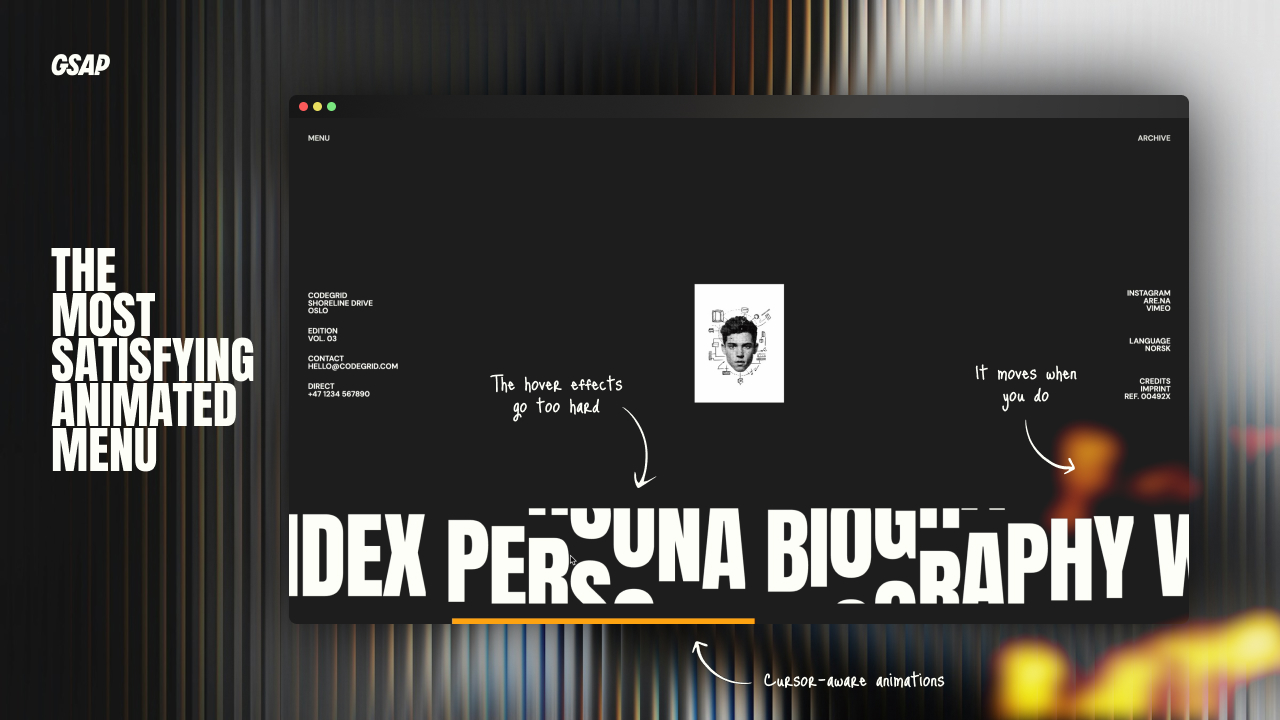 GSAP
THE
MOST
SATISFYING
ANIMATED
MENU
MENU
ARCHIVE
CODEGRID
SHORELINE DRIVE
OSLO
EDITION
VOL. 03
CONTACT
HELLO@CODEGRID.COM
DIRECT
+47 1234 567890
INSTAGRAM
ARE.NA
VIMEO
LANGUAGE
NORSK
CREDITS
IMPRINT
REF. 00492X
The hover effects
go too hard
It moves when
you do
IDEX PERSONA BIOGRAPHY V
Cursor-aware animations